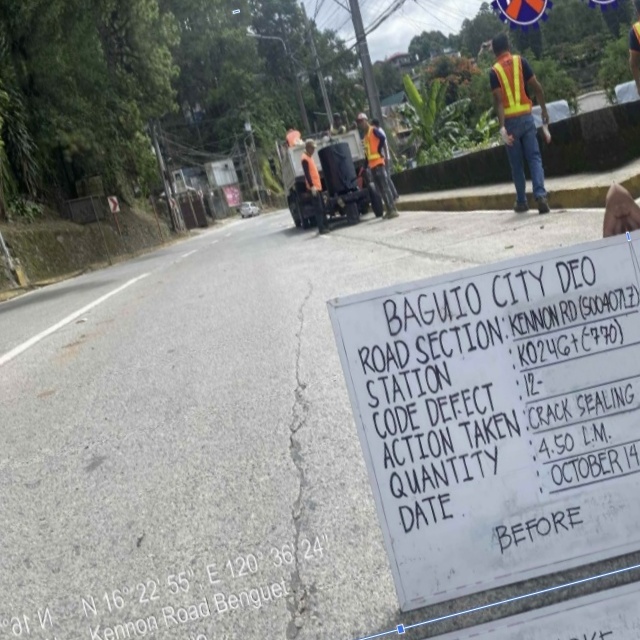 BAGUIO CITY DEO
ROAD SECTION KENNON RD (S00407LZ)
STATION K0246+(-770)
CODE DEFECT 12-
ACTION TAKEN CRACK SEALING
QUANTITY 4.50 L.M.
DATE OCTOBER 14
BEFORE
N 16° 22' 55" E 120° 36' 24"
Kennon Road Benguet